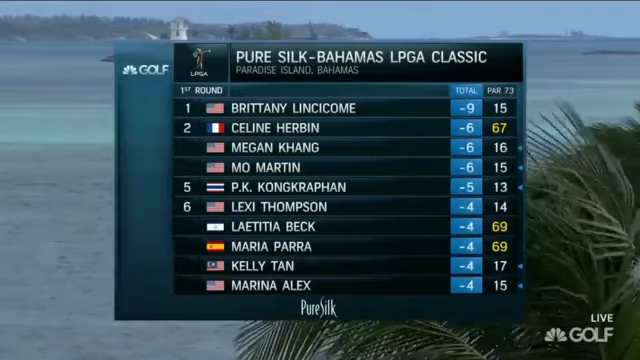 NBC GOLF
LPGA
PURE SILK-BAHAMAS LPGA CLASSIC
PARADISE ISLAND, BAHAMAS
1ST ROUND TOTAL PAR 73
1 BRITTANY LINCICOME -9 15
2 CELINE HERBIN -6 67
MEGAN KHANG -6 16
MO MARTIN -6 15
5 P.K. KONGKRAPHAN -5 13
6 LEXI THOMPSON -4 14
LAETITIA BECK -4 69
MARIA PARRA -4 69
KELLY TAN -4 17
MARINA ALEX -4 15
PureSilk
LIVE
GOLF